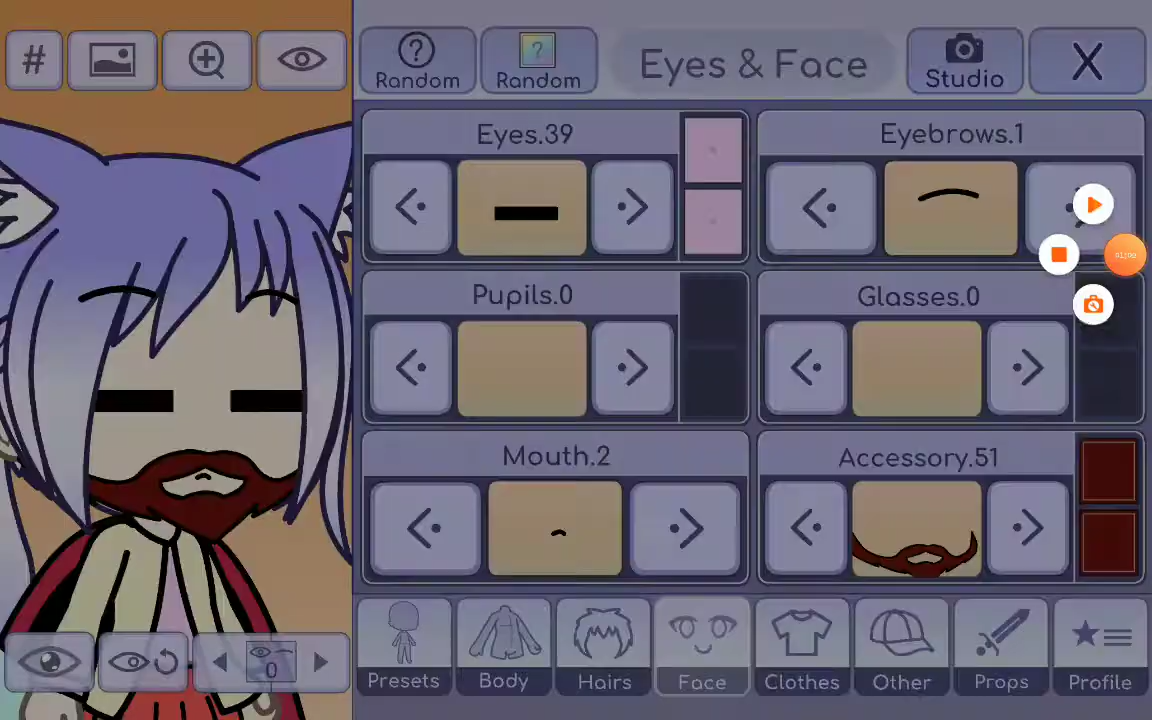 #
? Random
? Random
Eyes & Face
Studio
X
Eyes.39
Eyebrows.1
Pupils.0
Glasses.0
Mouth.2
Accessory.51
0
Presets
Body
Hairs
Face
Clothes
Other
Props
Profile